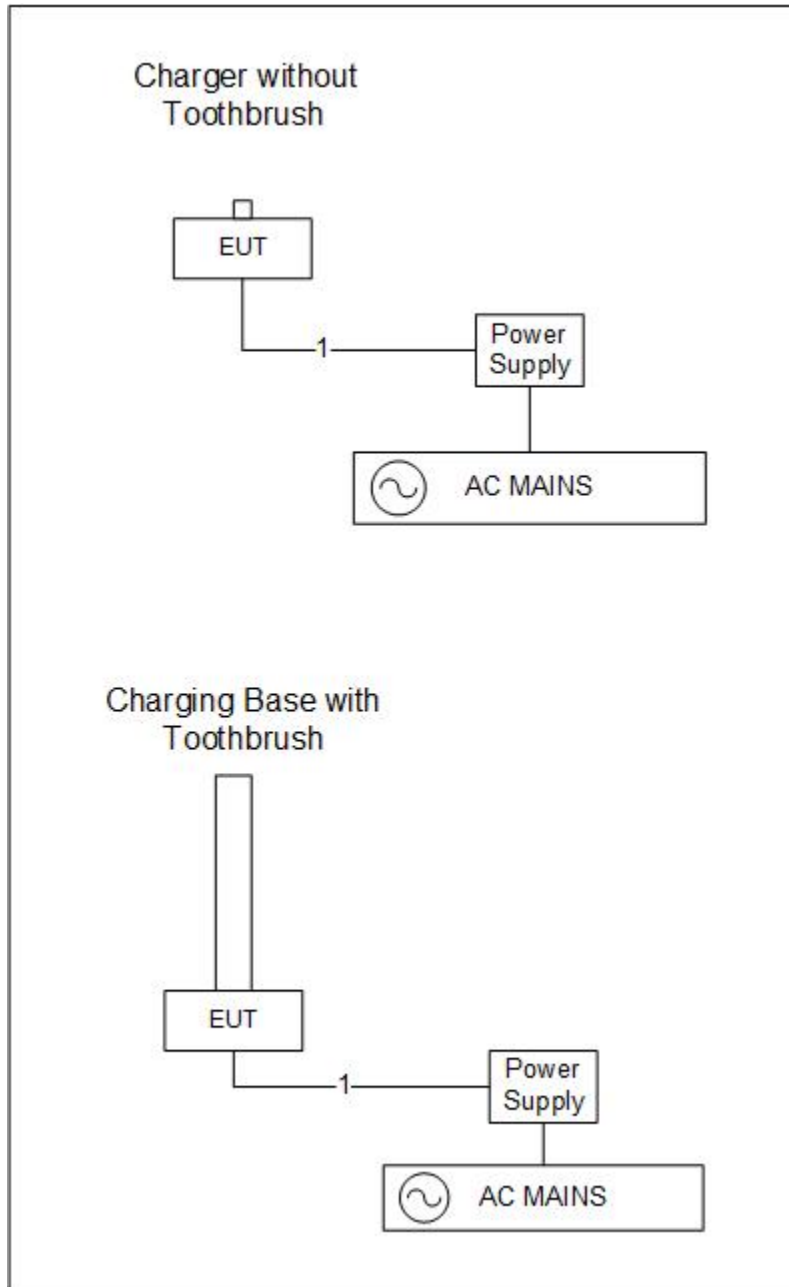 Charger without
Toothbrush
EUT
1
Power
Supply
AC MAINS
Charging Base with
Toothbrush
EUT
1
Power
Supply
AC MAINS